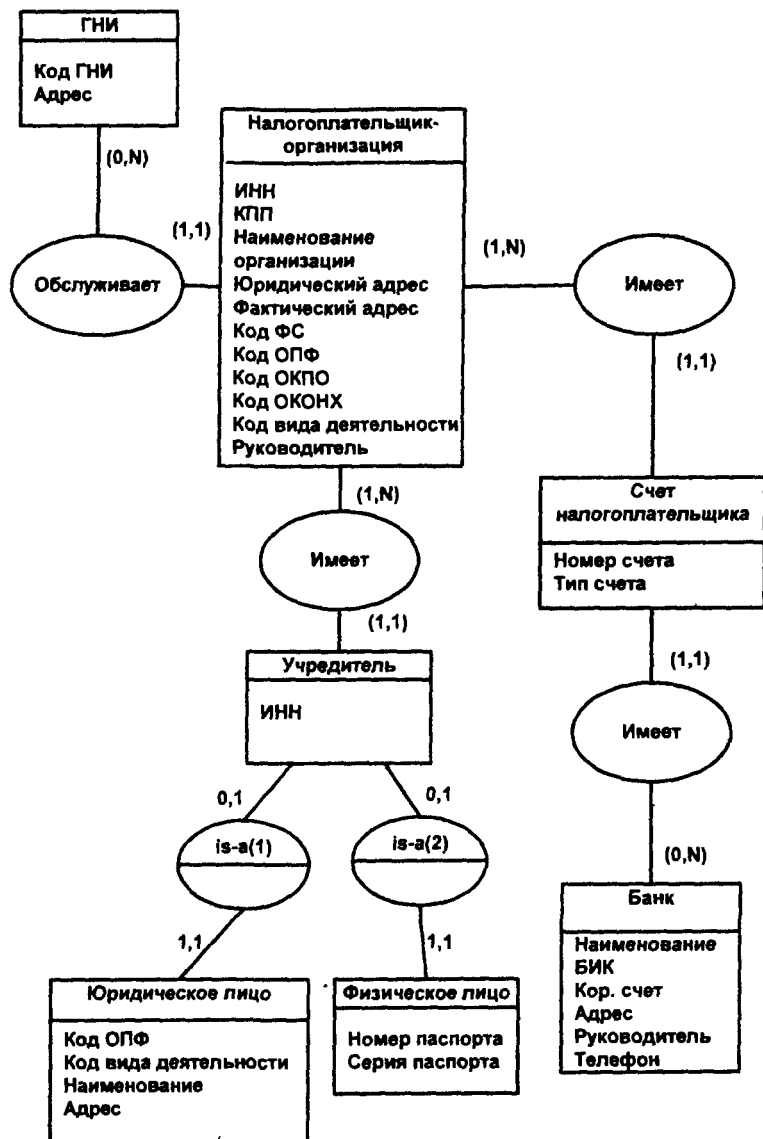 ГНИ
Код ГНИ
Адрес
(0,N)
Обслуживает
(1,1)
Налогоплательщик-
организация
ИНН
КПП
Наименование
организации
Юридический адрес
Фактический адрес
Код ФС
Код ОПФ
Код ОКПО
Код ОКОНХ
Код вида деятельности
Руководитель
(1,N)
Имеет
(1,1)
Счет
налогоплательщика
Номер счета
Тип счета
(1,1)
Имеет
(0,N)
Банк
Наименование
БИК
Кор. счет
Адрес
Руководитель
Телефон
(1,N)
Имеет
(1,1)
Учредитель
ИНН
0,1
is-a(1)
1,1
Юридическое лицо
Код ОПФ
Код вида деятельности
Наименование
Адрес
0,1
is-a(2)
1,1
Физическое лицо
Номер паспорта
Серия паспорта